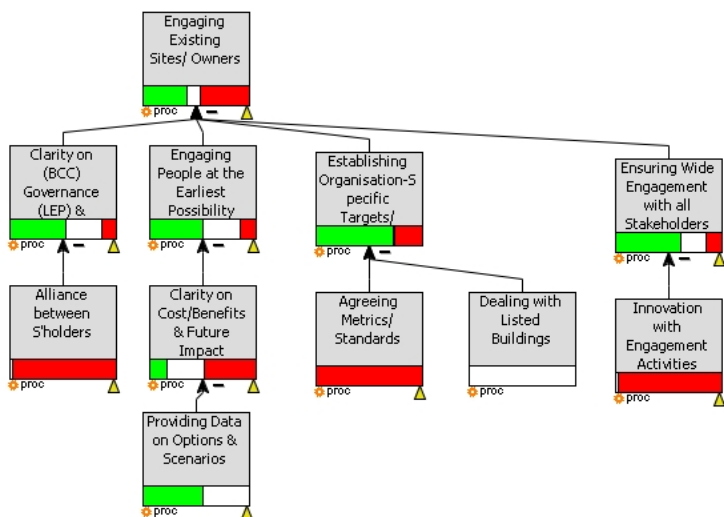 Engaging
Existing
Sites/ Owners
proc
Clarity on
(BCC)
Governance
(LEP) &
proc
Engaging
People at the
Earliest
Possibility
proc
Establishing
Organisation-S
pecific
Targets/
proc
Ensuring Wide
Engagement
with all
Stakeholders
proc
Alliance
between
S'holders
proc
Clarity on
Cost/Benefits
& Future
Impact
proc
Agreeing
Metrics/
Standards
proc
Dealing with
Listed
Buildings
proc
Innovation
with
Engagement
Activities
proc
Providing Data
on Options &
Scenarios
proc